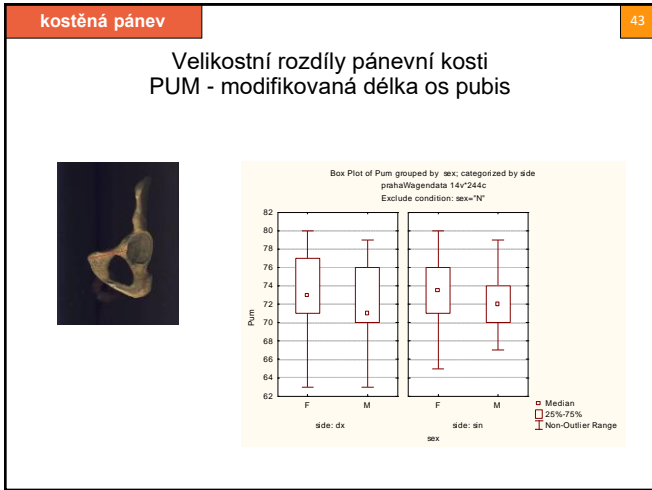 kostěná pánev
43
Velikostní rozdíly pánevní kosti
PUM - modifikovaná délka os pubis
Box Plot of Pum grouped by sex; categorized by side
prahaWagendata 14v*244c
Exclude condition: sex="N"
Pum
82
80
78
76
74
72
70
68
66
64
62
F M
side: dx
F M
side: sin
sex
Median
25%-75%
Non-Outlier Range